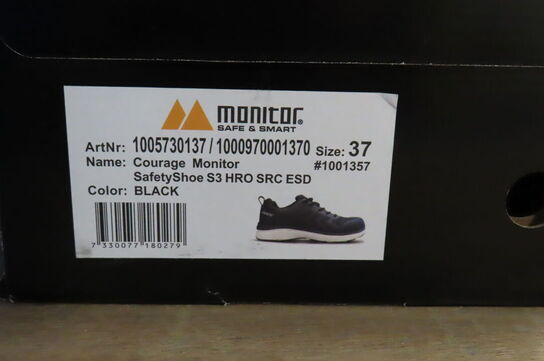 monitor®
SAFE & SMART
ArtNr: 1005730137 / 1000970001370 Size: 37
Name: Courage Monitor #1001357
SafetyShoe S3 HRO SRC ESD
Color: BLACK
7 330077 180279